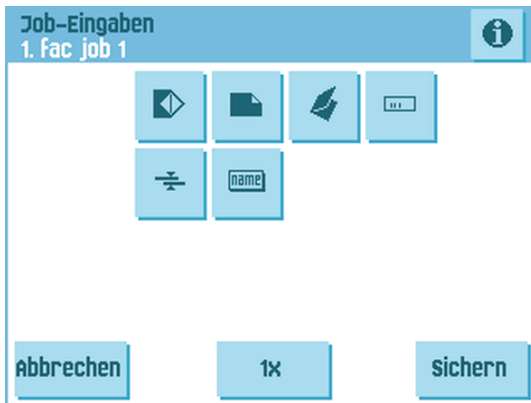 Job-Eingaben
1. Fac job 1
name
Abbrechen
1x
Sichern